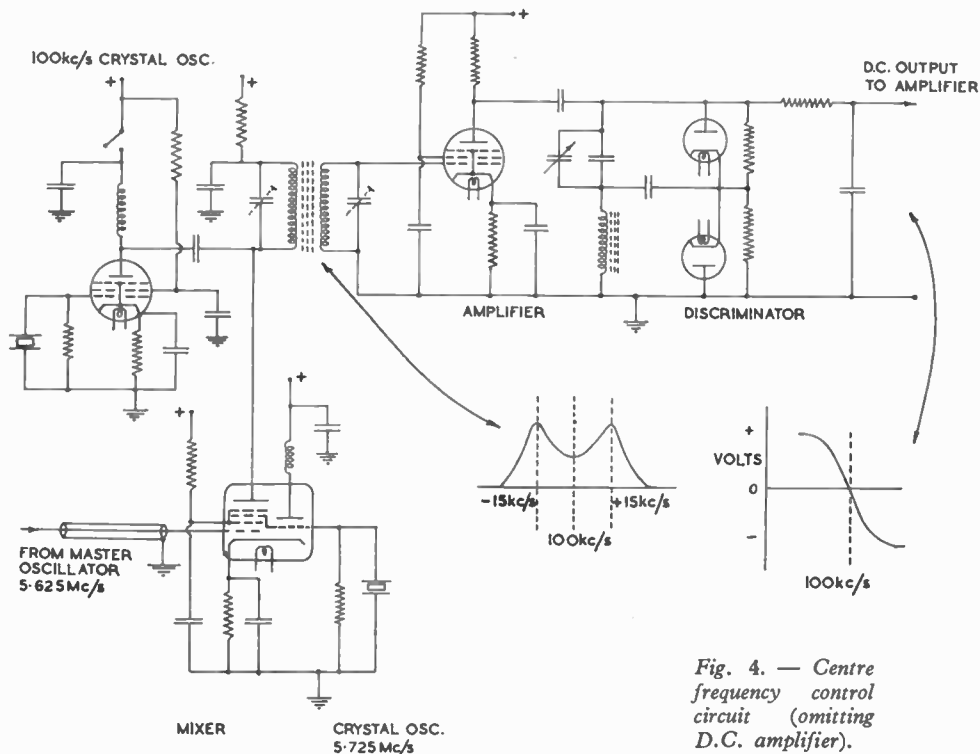 100kc/s CRYSTAL OSC.
+
+
+
D.C. OUTPUT
TO AMPLIFIER
AMPLIFIER
DISCRIMINATOR
+
+
FROM MASTER
OSCILLATOR
5·625Mc/s
-15kc/s
+15kc/s
100kc/s
+
VOLTS
0
-
100kc/s
MIXER
CRYSTAL OSC.
5·725Mc/s
Fig. 4. — Centre
frequency control
circuit (omitting
D.C. amplifier).